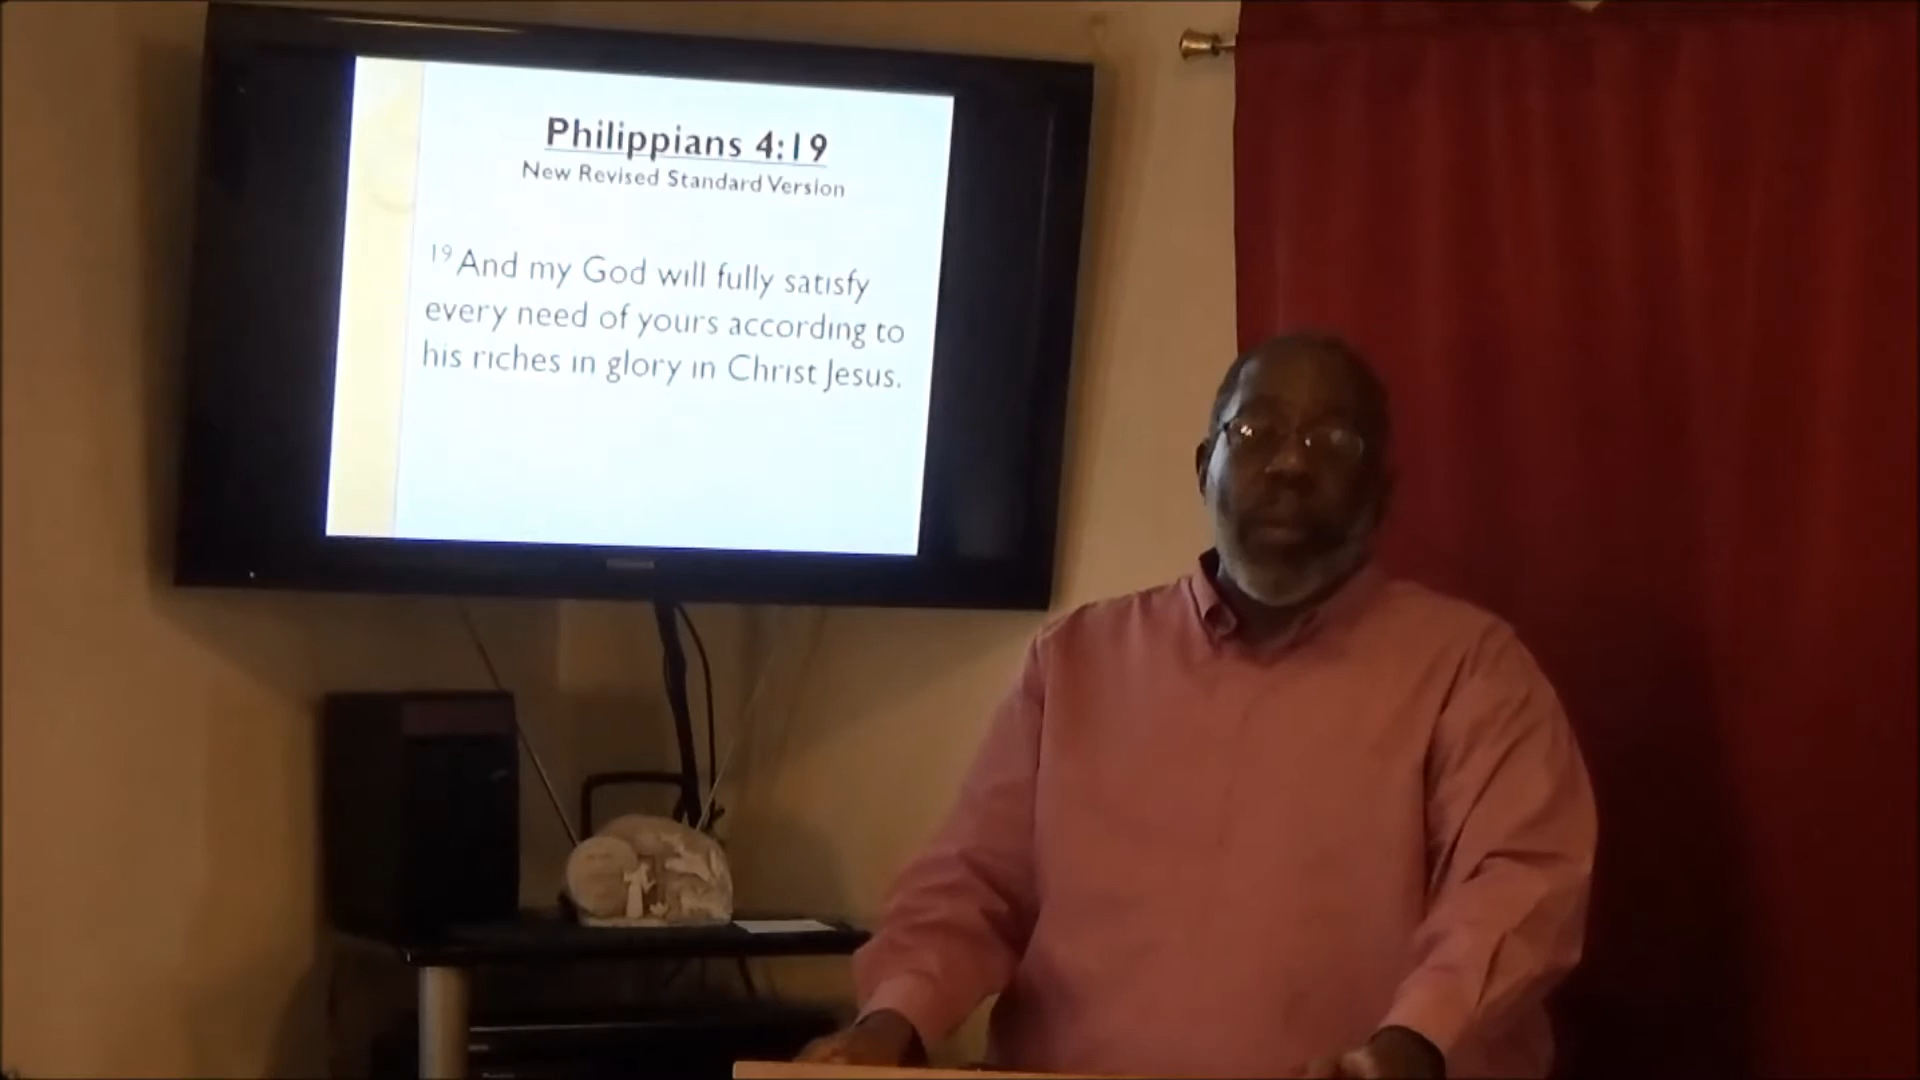 Philippians 4:19
New Revised Standard Version
19 And my God will fully satisfy
every need of yours according to
his riches in glory in Christ Jesus.